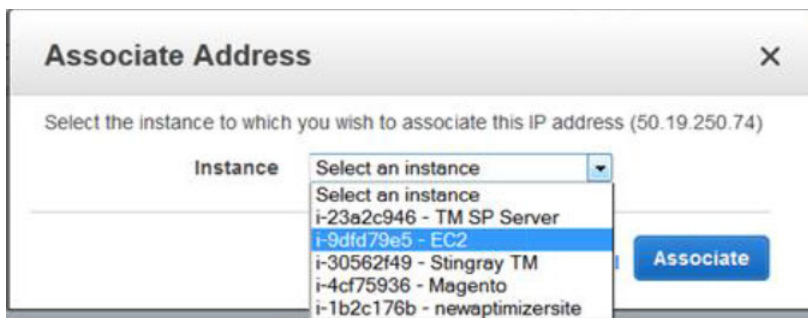 Associate Address
Select the instance to which you wish to associate this IP address (50.19.250.74)
Instance Select an instance
Select an instance
i-23a2c946 - TM SP Server
i-9dfd79e5 - EC2
i-30562f49 - Stingray TM
Associate
i-4cf75936 - Magento
i-1b2c176b - newaptimizersite